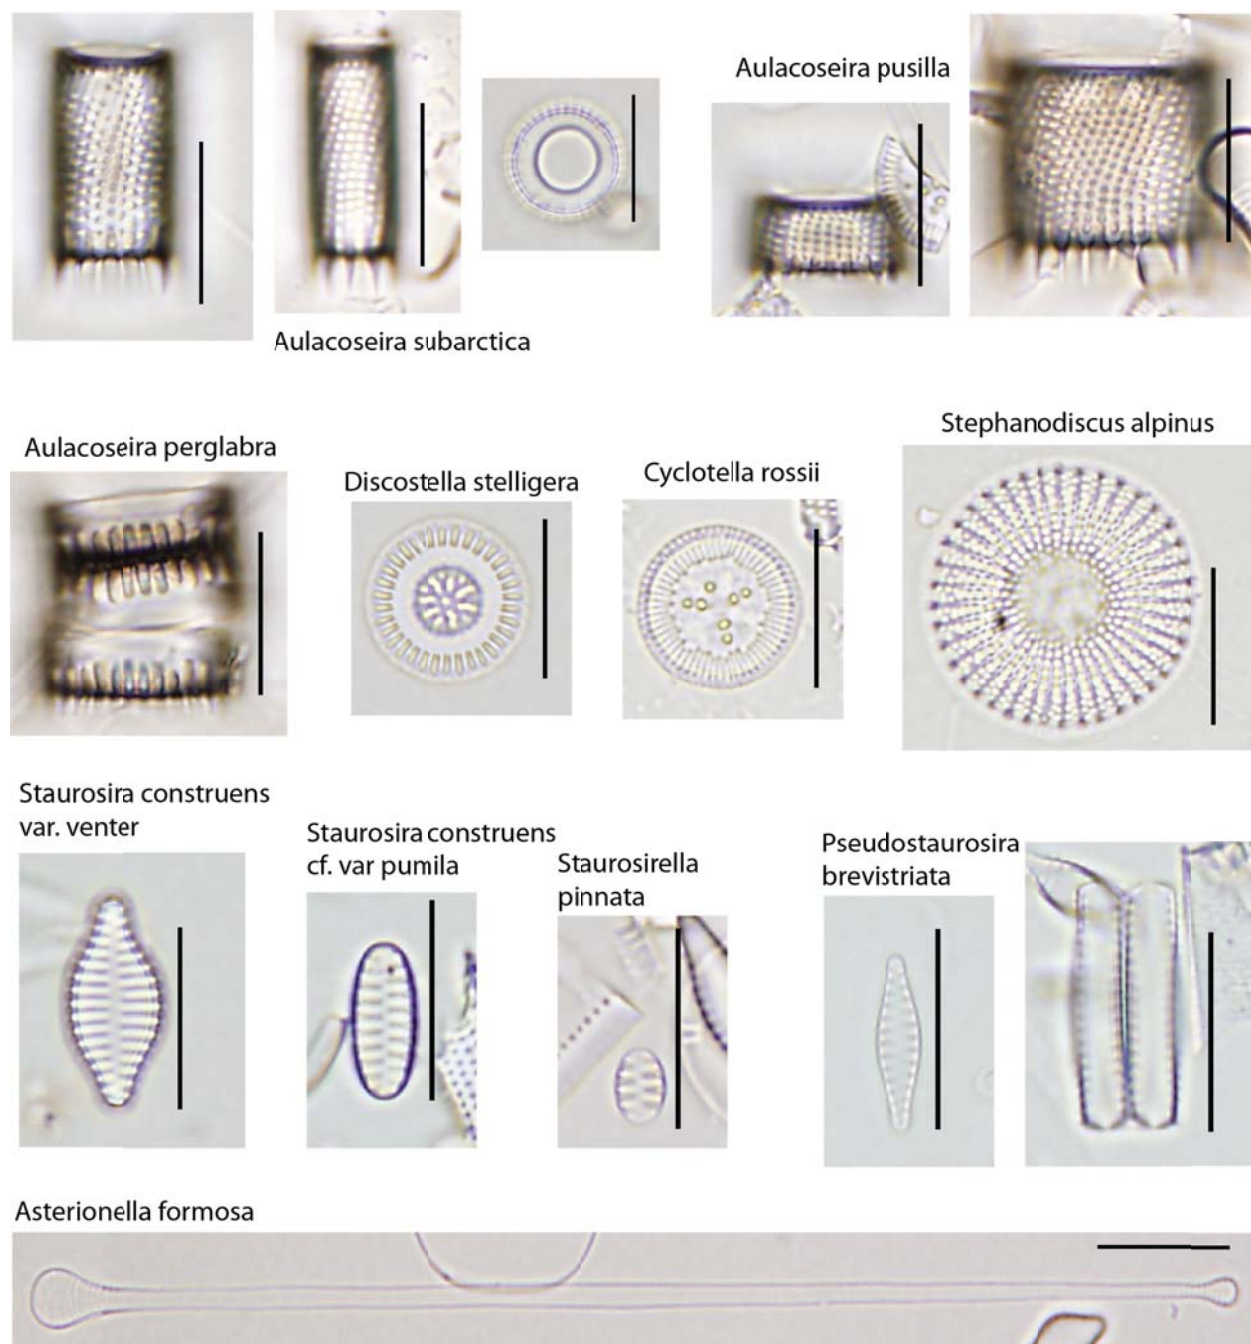 Aulacoseira pusilla
Aulacoseira subarctica
Aulacoseira perglabra
Discostella stelligera
Cyclotella rossii
Stephanodiscus alpinus
Staurosira construens
var. venter
Staurosira construens
cf. var pumila
Staurosirella
pinnata
Pseudostaurosira
brevistriata
Asterionella formosa